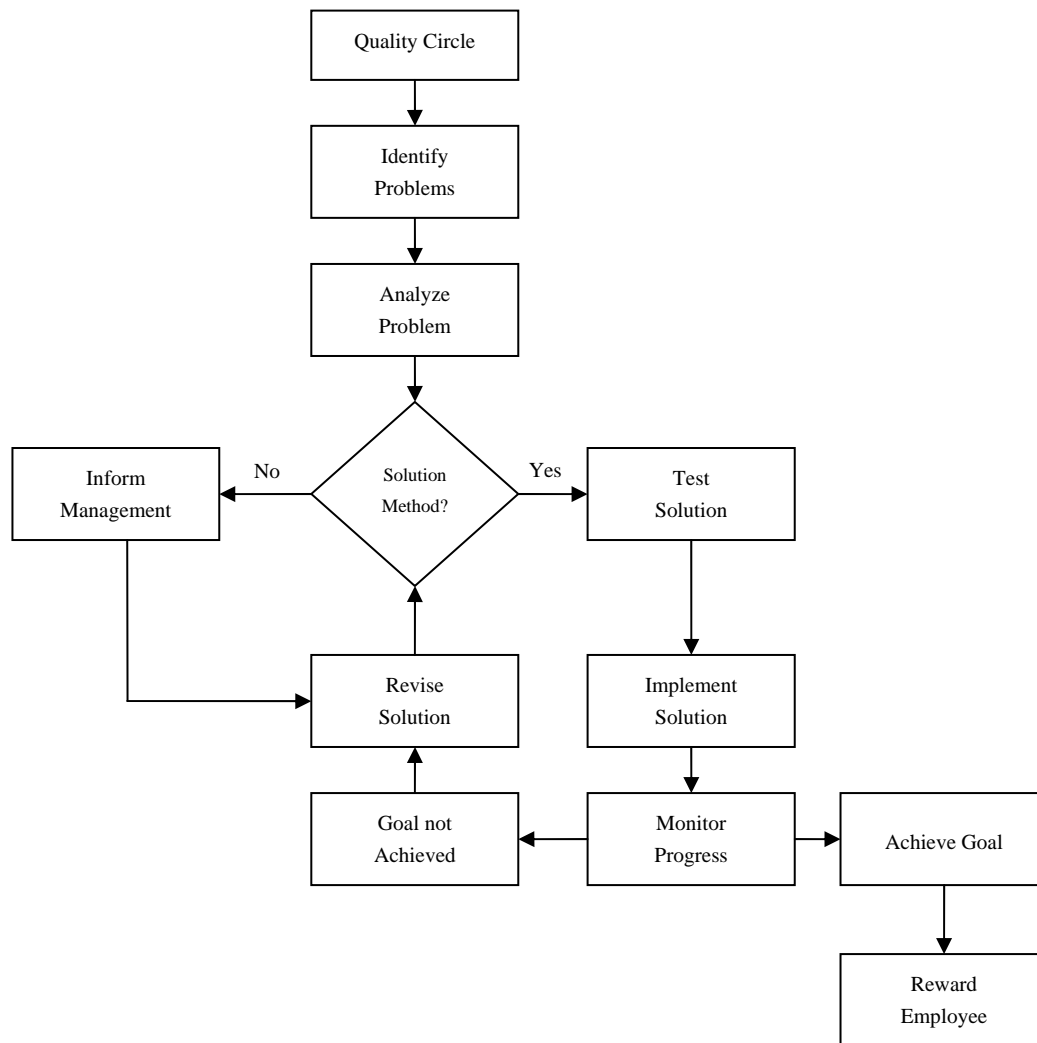 Quality Circle
Identify
Problems
Analyze
Problem
Solution
Method?
No
Yes
Inform
Management
Test
Solution
Revise
Solution
Implement
Solution
Goal not
Achieved
Monitor
Progress
Achieve Goal
Reward
Employee